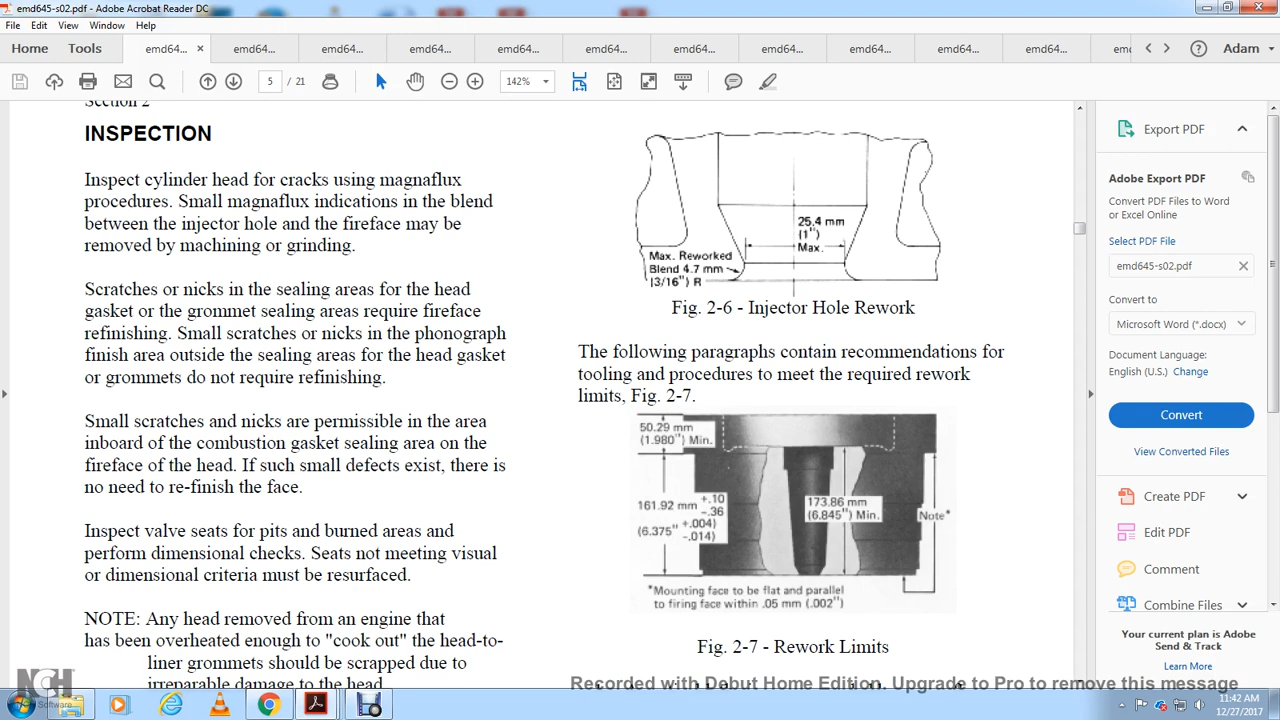 emd645-s02.pdf - Adobe Acrobat Reader DC
File Edit View Window Help
Home Tools emd64... × emd64... emd64... emd64... emd64... emd64... emd64... emd64... emd64... emd64... emd64... Adam
5 / 21 142%
Section 2
INSPECTION
Inspect cylinder head for cracks using magnaflux
procedures. Small magnaflux indications in the blend
between the injector hole and the fireface may be
removed by machining or grinding.
Scratches or nicks in the sealing areas for the head
gasket or the grommet sealing areas require fireface
refinishing. Small scratches or nicks in the phonograph
finish area outside the sealing areas for the head gasket
or grommets do not require refinishing.
Small scratches and nicks are permissible in the area
inboard of the combustion gasket sealing area on the
fireface of the head. If such small defects exist, there is
no need to re-finish the face.
Inspect valve seats for pits and burned areas and
perform dimensional checks. Seats not meeting visual
or dimensional criteria must be resurfaced.
NOTE: Any head removed from an engine that
has been overheated enough to "cook out" the head-to-
liner grommets should be scrapped due to
irreparable damage to the head.
25.4 mm
(1")
Max.
Max. Reworked
Blend 4.7 mm
(3/16") R
Fig. 2-6 - Injector Hole Rework
The following paragraphs contain recommendations for
tooling and procedures to meet the required rework
limits, Fig. 2-7.
50.29 mm
(1.980") Min.
161.92 mm +.10
-.36
(6.375" +.004)
-.014)
173.86 mm
(6.845") Min.
Note*
*Mounting face to be flat and parallel
to firing face within .05 mm (.002")
Fig. 2-7 - Rework Limits
Export PDF
Adobe Export PDF
Convert PDF Files to Word
or Excel Online
Select PDF File
emd645-s02.pdf
Convert to
Microsoft Word (*.docx)
Document Language:
English (U.S.) Change
Convert
View Converted Files
Create PDF
Edit PDF
Comment
Combine Files
Your current plan is Adobe
Send & Track
Learn More
NCH
Software
Recorded with Debut Home Edition. Upgrade to Pro to remove this message
11:42 AM
12/27/2017